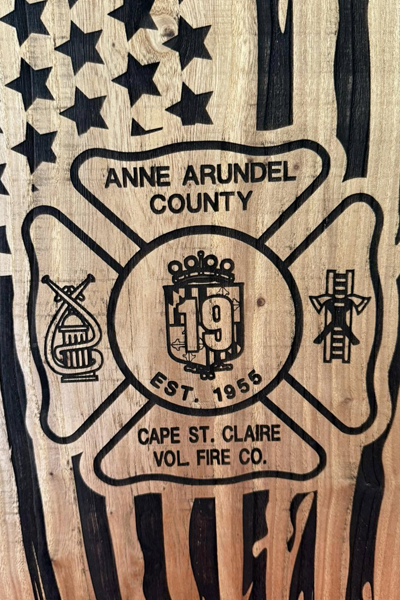 ANNE ARUNDEL
COUNTY
19
EST. 1955
CAPE ST. CLAIRE
VOL. FIRE CO.